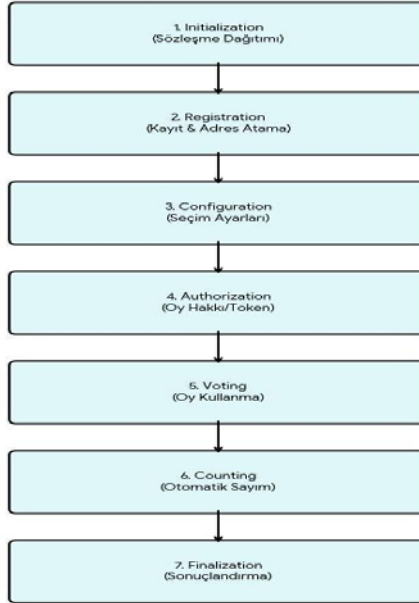 1. Initialization
(Sözleşme Dağıtımı)
2. Registration
(Kayıt & Adres Atama)
3. Configuration
(Seçim Ayarları)
4. Authorization
(Oy Hakkı/Token)
5. Voting
(Oy Kullanma)
6. Counting
(Otomatik Sayım)
7. Finalization
(Sonuçlandırma)